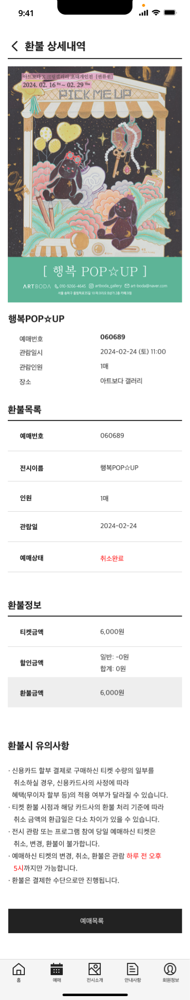 9:41
환불 상세내역
아트보다 X 크링갤러리 초대개인전 [권류원]
2024. 02. 16 Fri ~ 02. 29 Thu
PICK ME UP
[ 행복 POP☆UP ]
ARTBODA 010-9266-4645 artboda_gallery art-boda@naver.com
서울 송파구 올림픽로35길 10 파크리오 B상가 2층 카페크링
행복POP☆UP
예매번호 060689
관람일시 2024-02-24 (토) 11:00
관람인원 1매
장소 아트보다 갤러리
환불목록
예매번호 060689
전시이름 행복POP☆UP
인원 1매
관람일 2024-02-24
예매상태 취소완료
환불정보
티켓금액 6,000원
할인금액 일반: -0원
합계: 0원
환불금액 6,000원
환불시 유의사항
· 신용카드 할부 결제로 구매하신 티켓 수량의 일부를
취소하실 경우, 신용카드사의 사정에 따라
혜택(무이자 할부 등)의 적용 여부가 달라질 수 있습니다.
· 티켓 환불 시점과 해당 카드사의 환불 처리 기준에 따라
취소 금액의 환급일은 다소 차이가 있을 수 있습니다.
· 전시 관람 또는 프로그램 참여 당일 예매하신 티켓은
취소, 변경, 환불이 불가합니다.
· 예매하신 티켓의 변경, 취소, 환불은 관람 하루 전 오후
5시까지만 가능합니다.
· 환불은 결제한 수단으로만 진행됩니다.
예매목록
홈 예매 전시소개 안내사항 회원정보